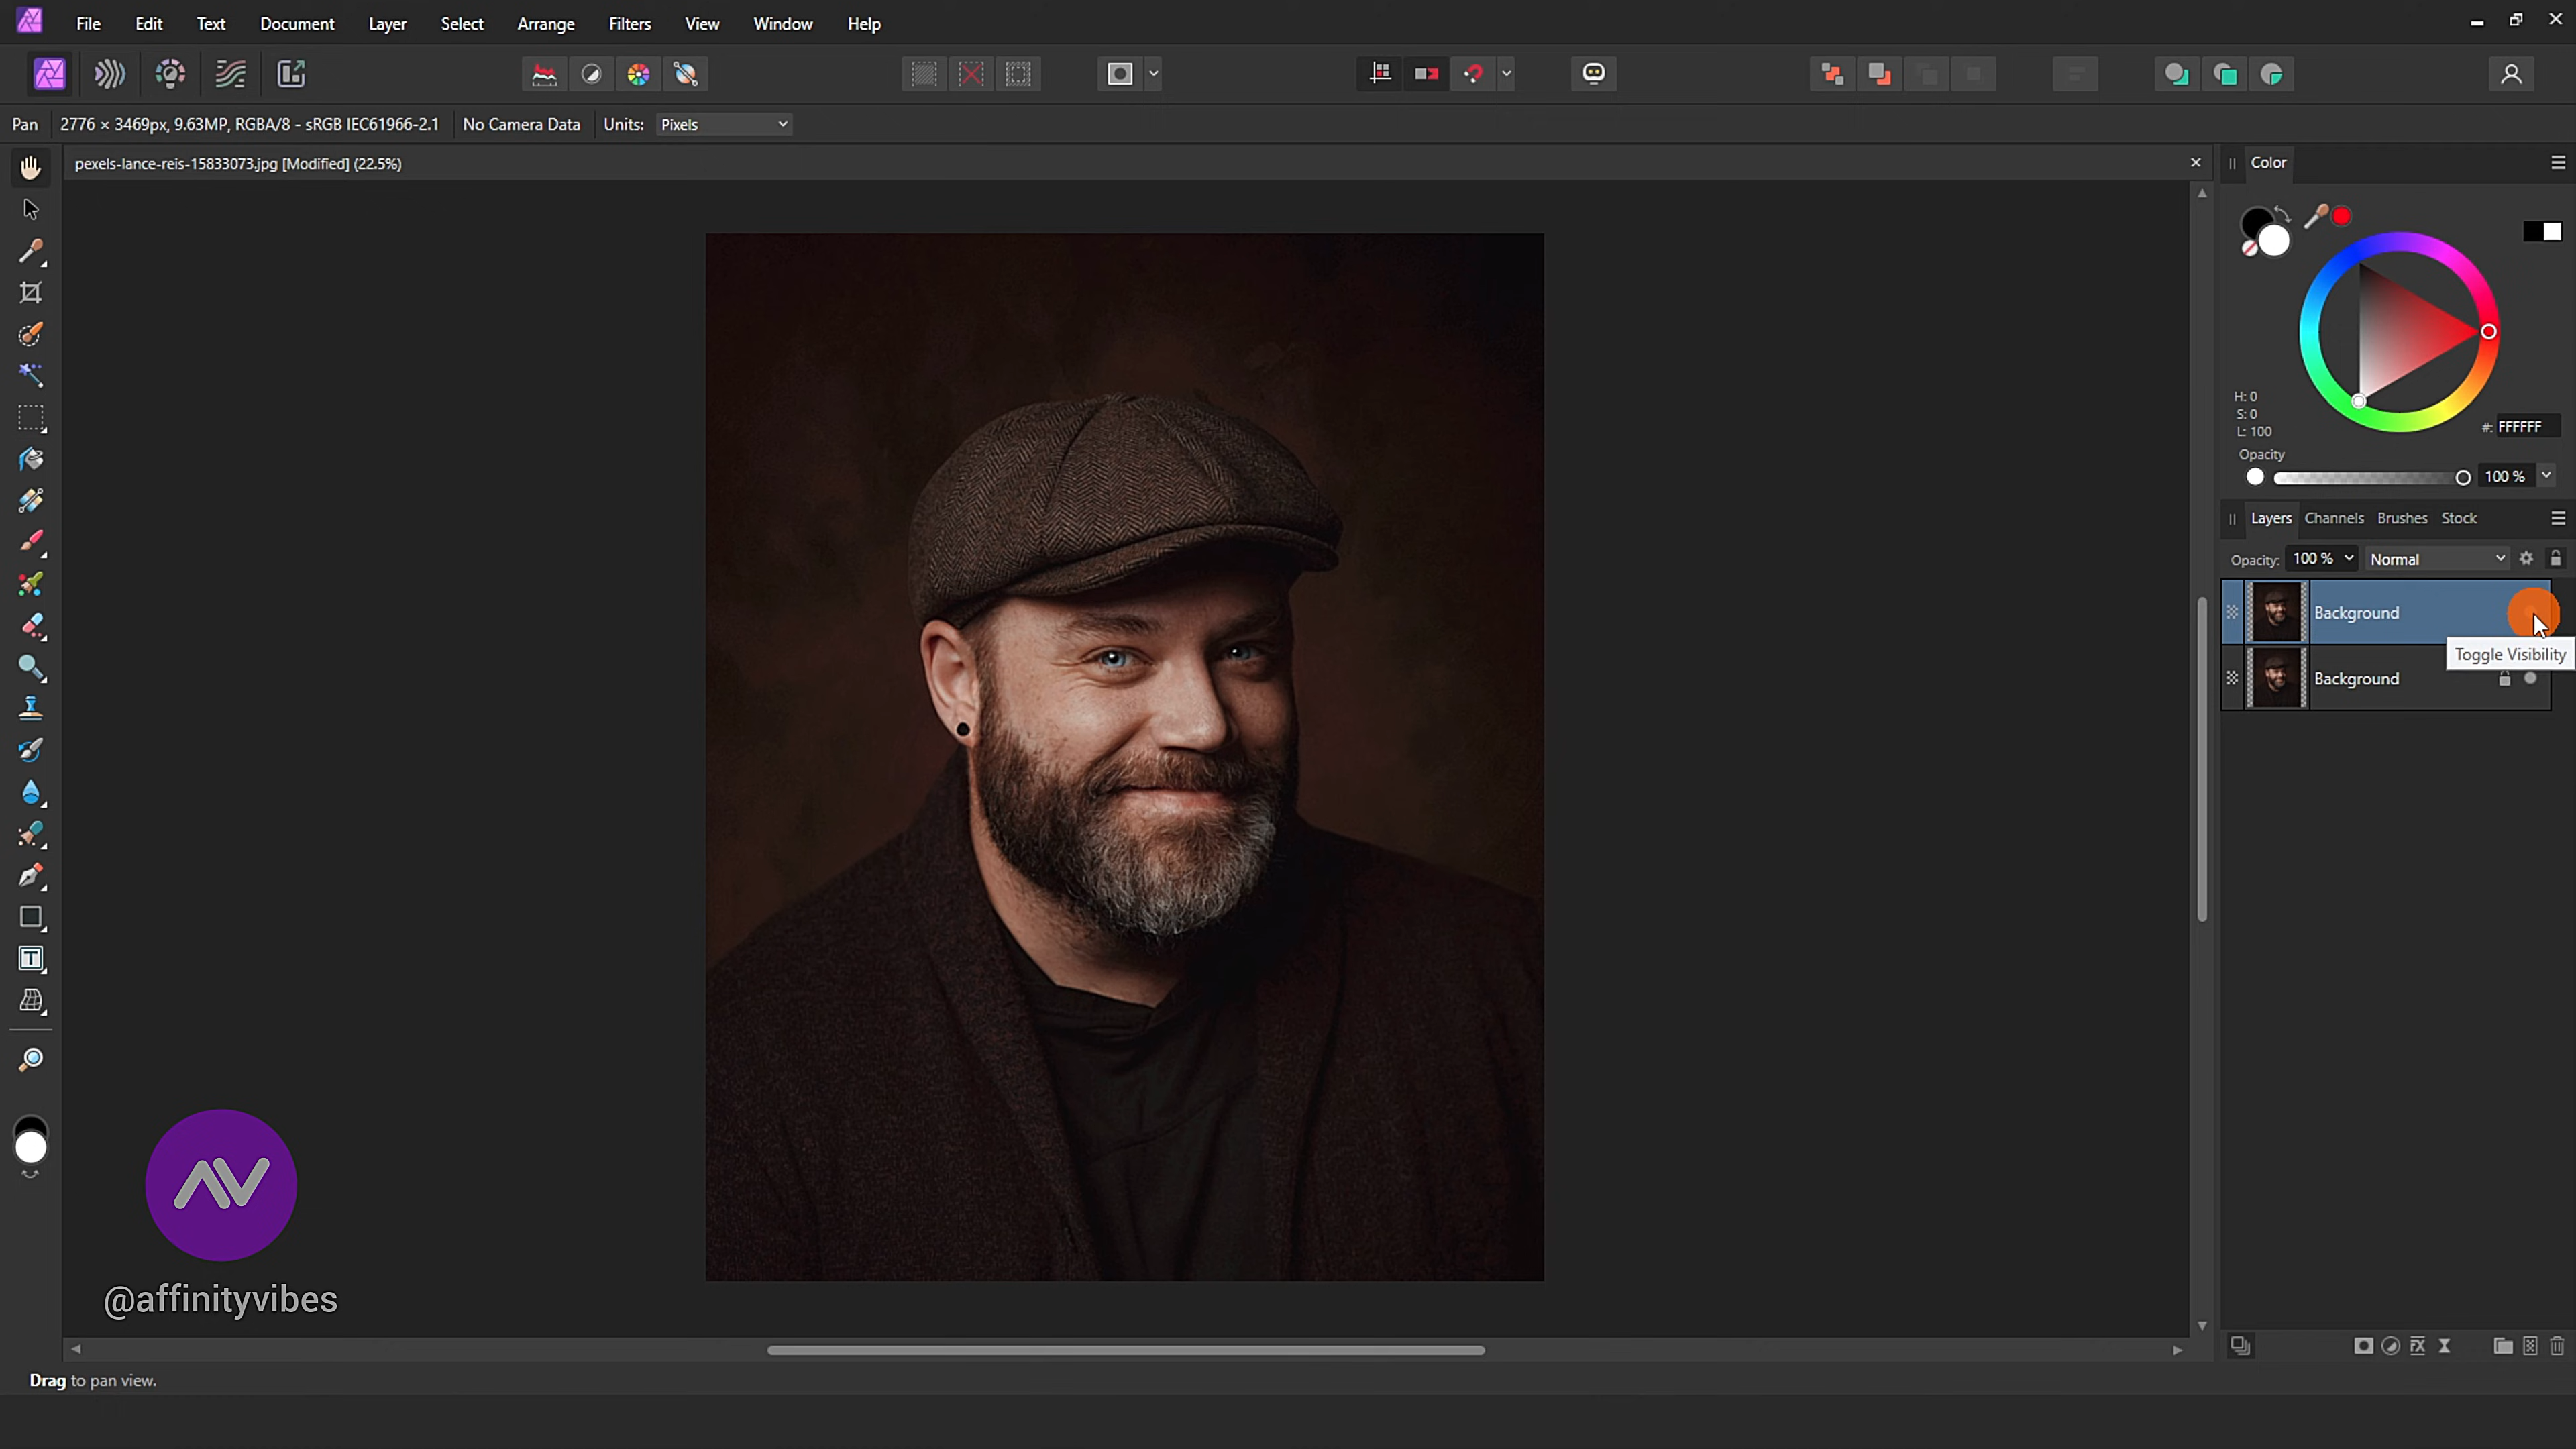 File Edit Text Document Layer Select Arrange Filters View Window Help
Pan 2776 × 3469px, 9.63MP, RGBA/8 - sRGB IEC61966-2.1 No Camera Data Units: Pixels
pexels-lance-reis-15833073.jpg [Modified] (22.5%)
Color
H: 0
S: 0
L: 100
#: FFFFFF
Opacity
100 %
Layers Channels Brushes Stock
Opacity: 100 % Normal
Background
Toggle Visibility
Background
@affinityvibes
Drag to pan view.